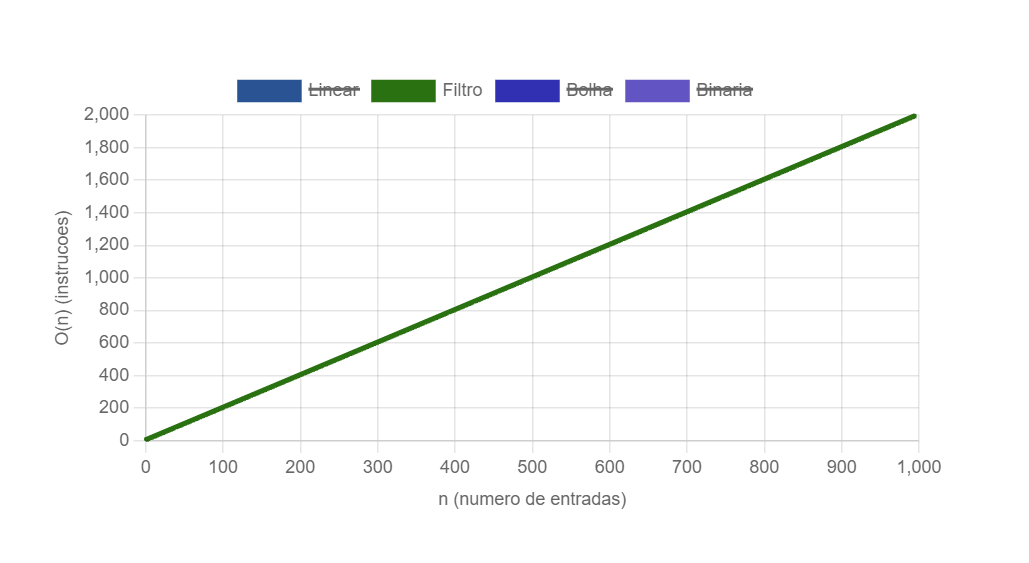 Linear Filtro Bolha Binaria
2,000
1,800
1,600
1,400
1,200
1,000
800
600
400
200
0
O(n) (instrucoes)
0 100 200 300 400 500 600 700 800 900 1,000
n (numero de entradas)